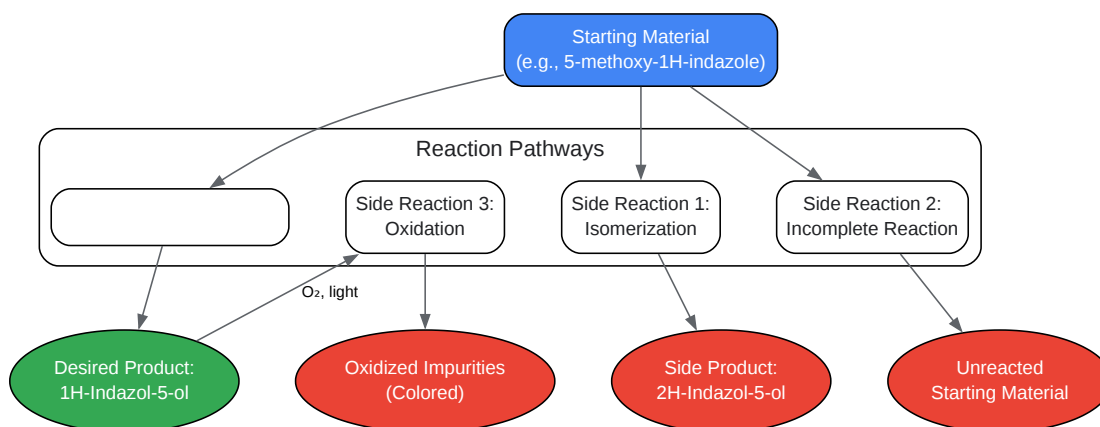 Starting Material
(e.g., 5-methoxy-1H-indazole)
Reaction Pathways
Side Reaction 3:
Oxidation
Side Reaction 1:
Isomerization
Side Reaction 2:
Incomplete Reaction
O₂, light
Desired Product:
1H-Indazol-5-ol
Oxidized Impurities
(Colored)
Side Product:
2H-Indazol-5-ol
Unreacted
Starting Material